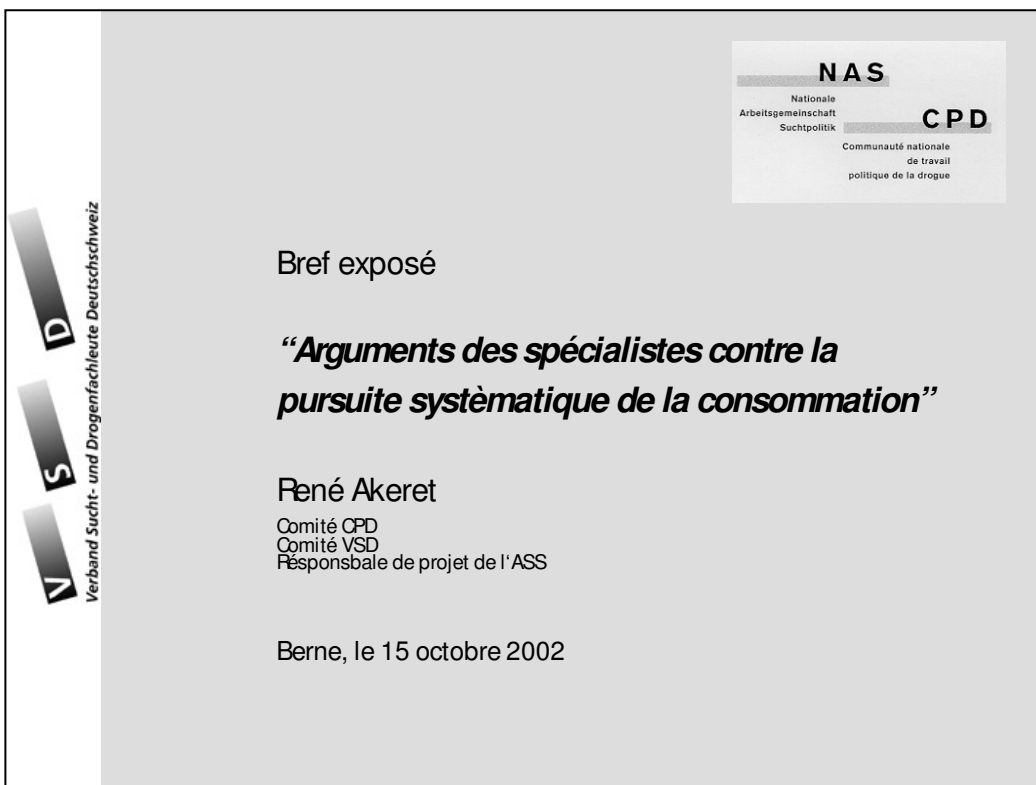 NAS
Nationale
Arbeitsgemeinschaft
Suchtpolitik
CPD
Communauté nationale
de travail
politique de la drogue
VSD
Verband Sucht- und Drogenfachleute Deutschschweiz
Bref exposé
“Arguments des spécialistes contre la
pursuite systèmatique de la consommation”
René Akeret
Comité CPD
Comité VSD
Résponsbale de projet de l‘ASS
Berne, le 15 octobre 2002